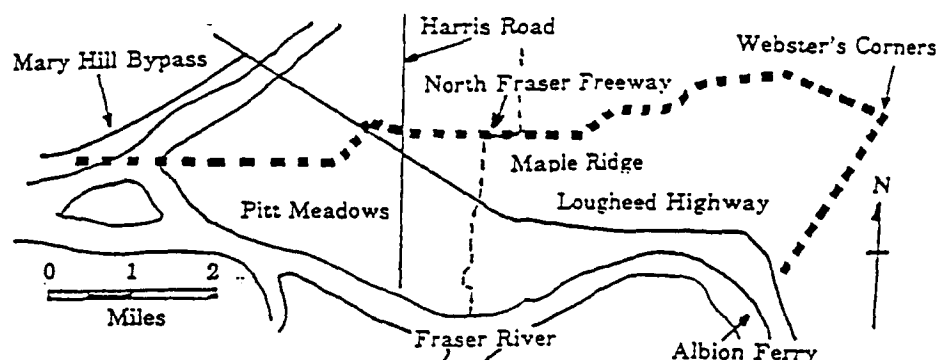 Harris Road
Webster's Corners
Mary Hill Bypass
North Fraser Freeway
Maple Ridge
Pitt Meadows
Lougheed Highway
N
0 1 2
Miles
Fraser River
Albion Ferry